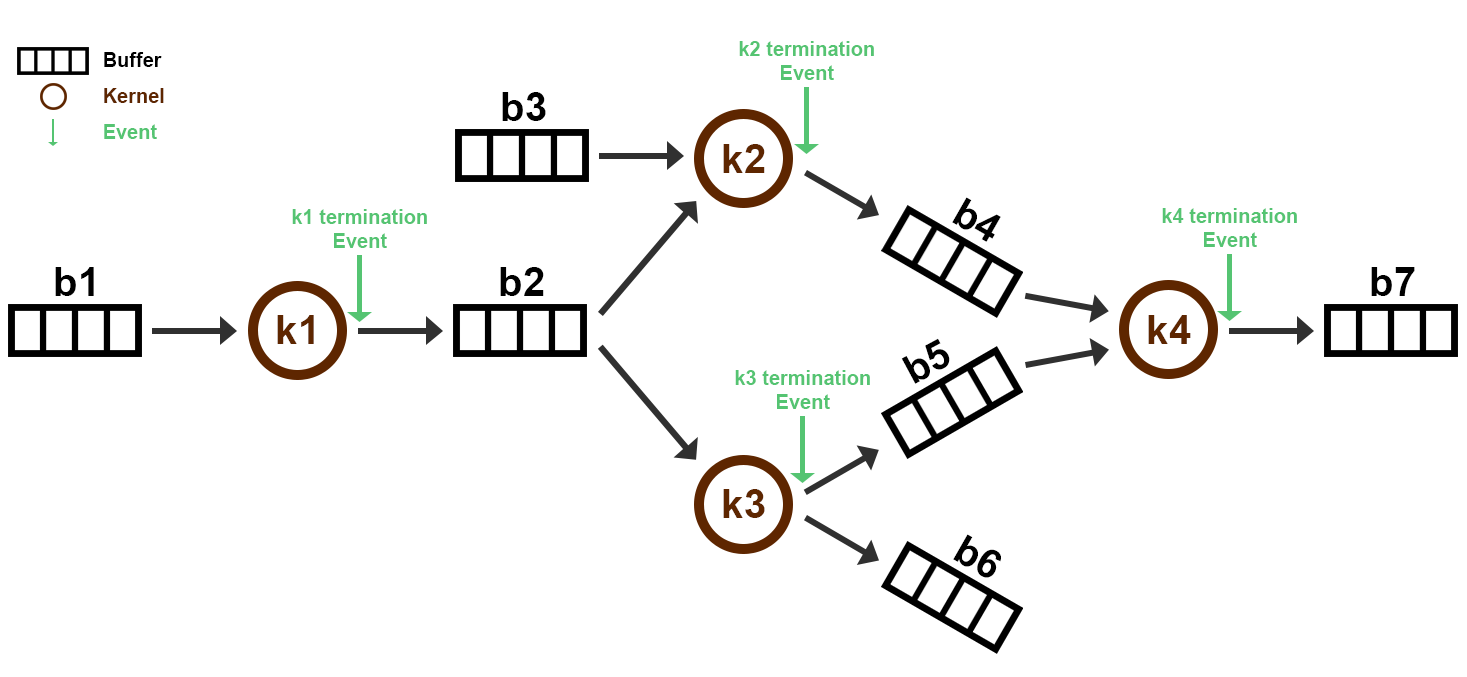 Buffer
Kernel
Event
k2 termination
Event
b3
k2
k1 termination
Event
b4
k4 termination
Event
b1
k1
b2
k4
b7
b5
k3 termination
Event
k3
b6